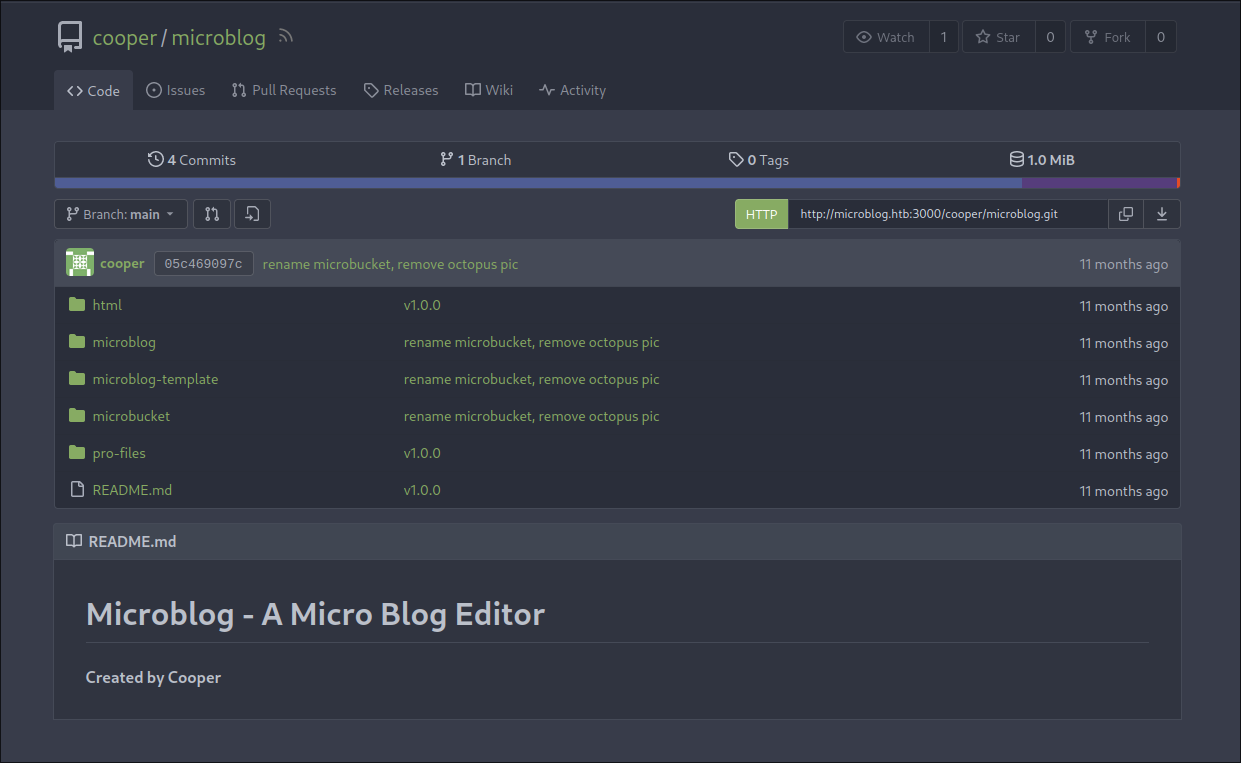 cooper / microblog
Watch 1 Star 0 Fork 0
Code Issues Pull Requests Releases Wiki Activity
4 Commits 1 Branch 0 Tags 1.0 MiB
Branch: main HTTP http://microblog.htb:3000/cooper/microblog.git
cooper 05c469097c rename microbucket, remove octopus pic 11 months ago
html v1.0.0 11 months ago
microblog rename microbucket, remove octopus pic 11 months ago
microblog-template rename microbucket, remove octopus pic 11 months ago
microbucket rename microbucket, remove octopus pic 11 months ago
pro-files v1.0.0 11 months ago
README.md v1.0.0 11 months ago
README.md
Microblog - A Micro Blog Editor
Created by Cooper